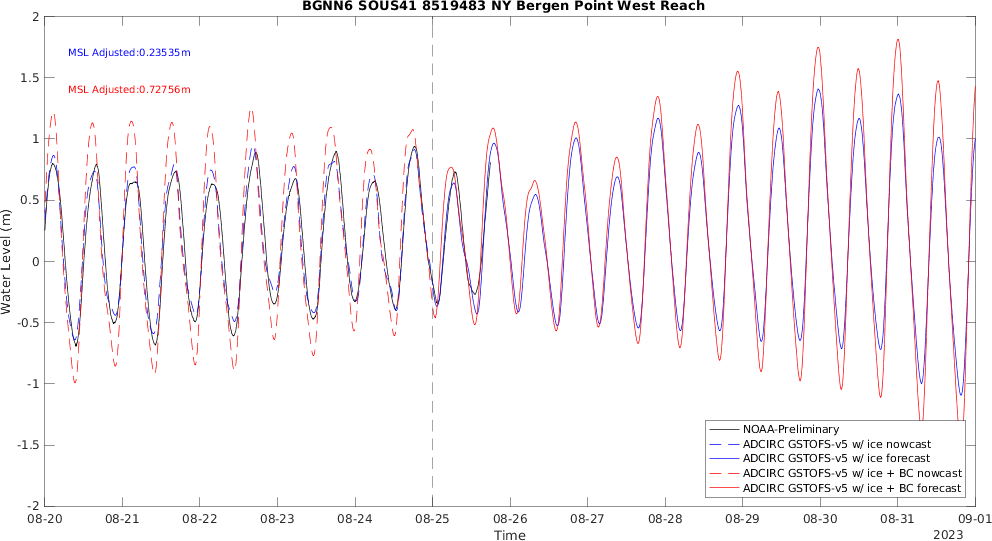 BGNN6 SOUS41 8519483 NY Bergen Point West Reach
MSL Adjusted:0.23535m
MSL Adjusted:0.72756m
2
1.5
1
0.5
0
-0.5
-1
-1.5
-2
Water Level (m)
NOAA-Preliminary
ADCIRC GSTOFS-v5 w/ ice nowcast
ADCIRC GSTOFS-v5 w/ ice forecast
ADCIRC GSTOFS-v5 w/ ice + BC nowcast
ADCIRC GSTOFS-v5 w/ ice + BC forecast
08-20 08-21 08-22 08-23 08-24 08-25 08-26 08-27 08-28 08-29 08-30 08-31 09-01
Time
2023